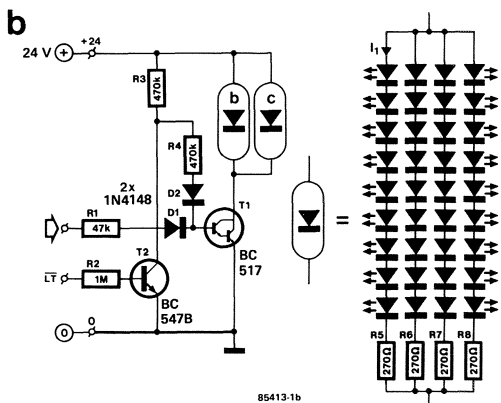 b
24 V + +24
R3
470k
R4
470k
b
c
2x
1N4148
D2
D1
T1
R1
47k
BC
517
T2
LT
R2
1M
BC
547B
0
0
=
I1
R5
R6
R7
R8
270Ω
270Ω
270Ω
270Ω
85413-1b